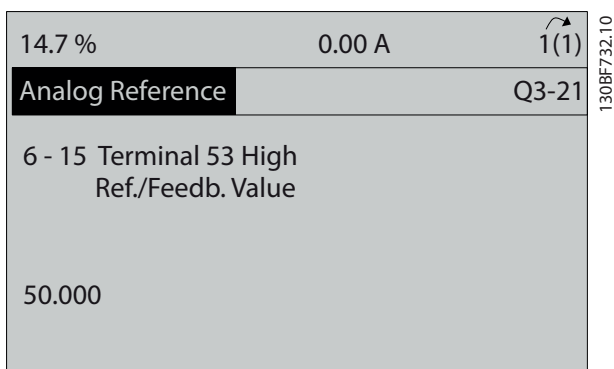 14.7 % 0.00 A 1(1)
Analog Reference Q3-21
6 - 15 Terminal 53 High
Ref./Feedb. Value
50.000
130BF732.10